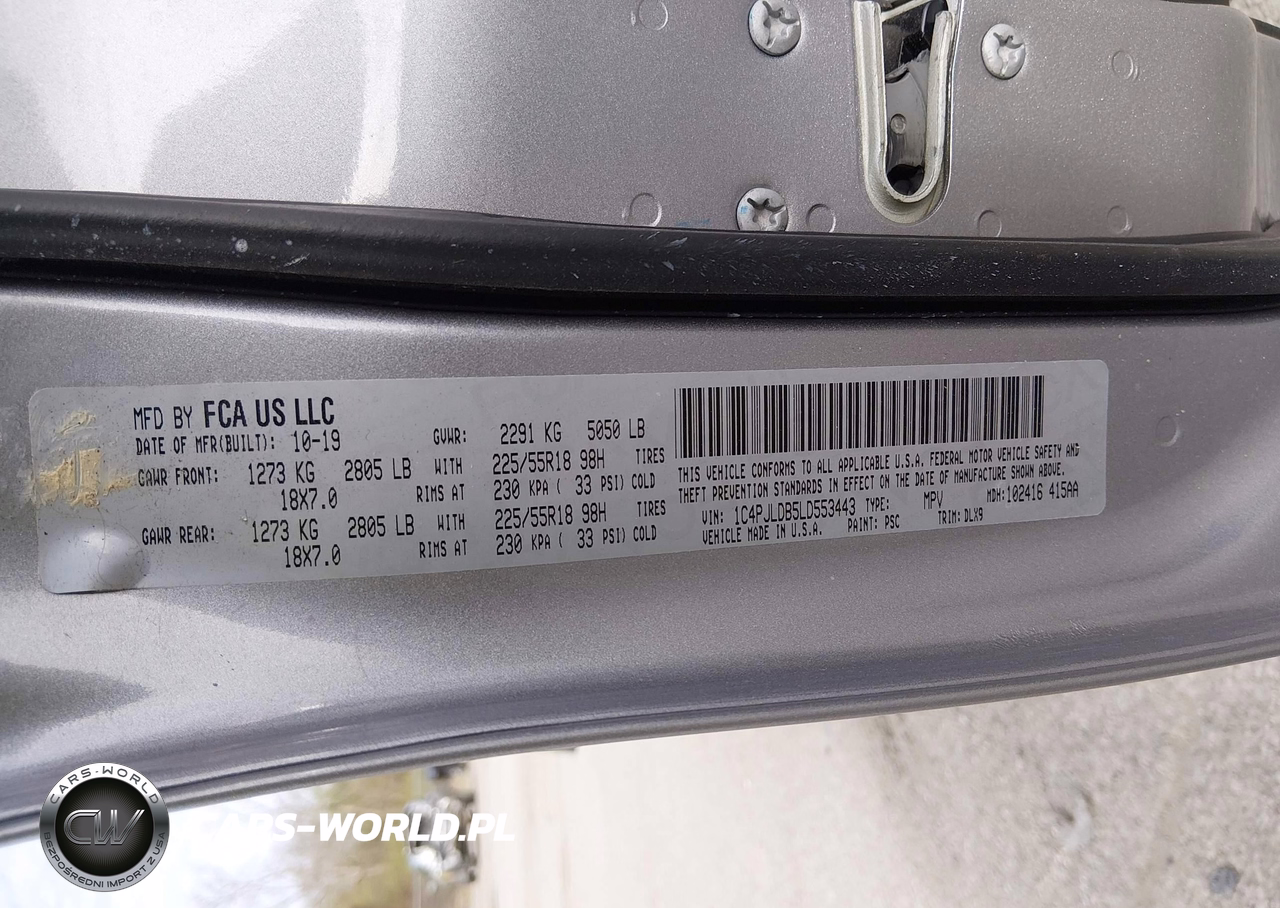 MFD BY FCA US LLC
DATE OF MFR(BUILT): 10-19 GVWR: 2291 KG 5050 LB
GAWR FRONT: 1273 KG 2805 LB WITH 225/55R18 98H TIRES
18X7.0 RIMS AT 230 KPA ( 33 PSI) COLD
GAWR REAR: 1273 KG 2805 LB WITH 225/55R18 98H TIRES
18X7.0 RIMS AT 230 KPA ( 33 PSI) COLD
THIS VEHICLE CONFORMS TO ALL APPLICABLE U.S.A. FEDERAL MOTOR VEHICLE SAFETY AND
THEFT PREVENTION STANDARDS IN EFFECT ON THE DATE OF MANUFACTURE SHOWN ABOVE.
VIN: 1C4PJLDB5LD553443 TYPE: MPV MDH:102416 415AA
VEHICLE MADE IN U.S.A. PAINT: PSC TRIM: DLX9
CARS-WORLD
CW
BEZPOŚREDNI IMPORT Z USA
CARS-WORLD.PL